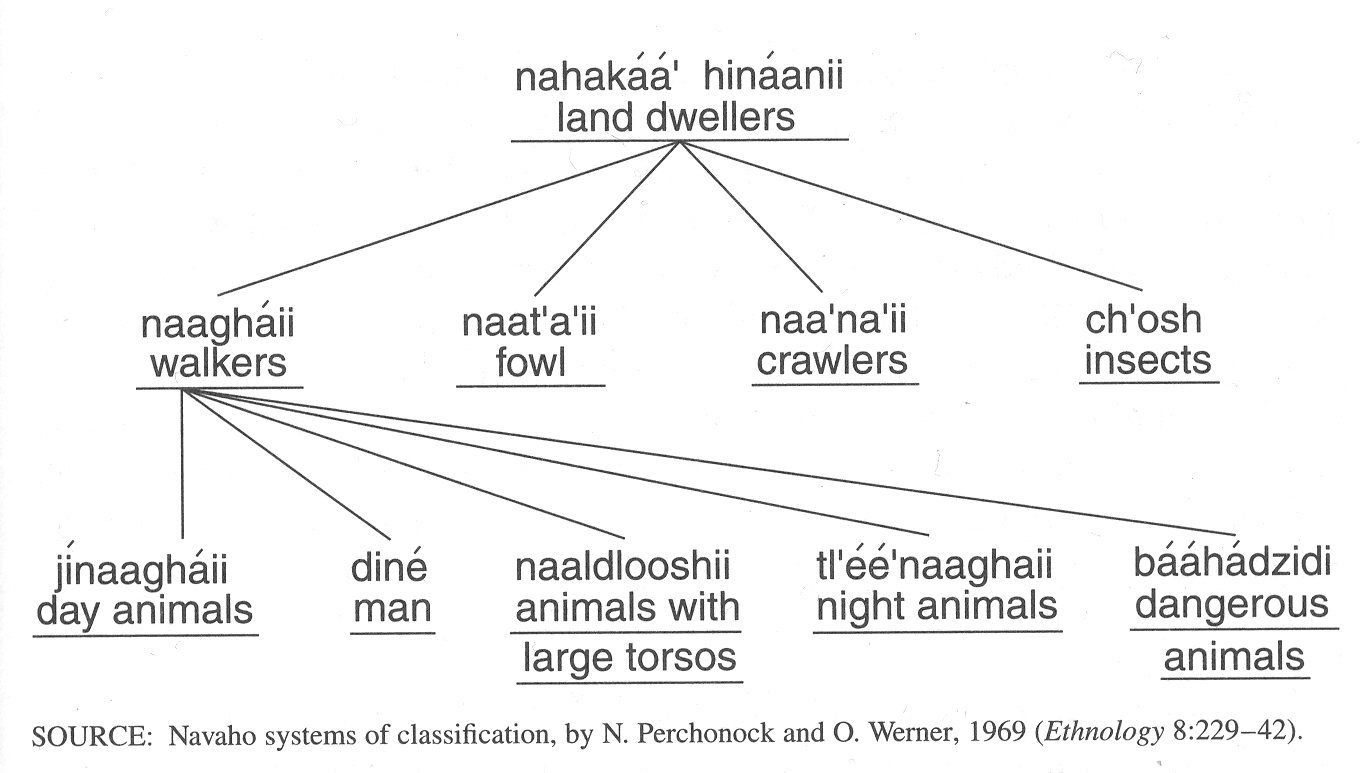 nahakáá' hináanii
land dwellers
naagháii
walkers
naat'a'ii
fowl
naa'na'ii
crawlers
ch'osh
insects
jínaagháii
day animals
diné
man
naaldlooshii
animals with
large torsos
tl'éé'naaghaii
night animals
bááhádzidi
dangerous
animals
SOURCE: Navaho systems of classification, by N. Perchonock and O. Werner, 1969 (Ethnology 8:229–42).